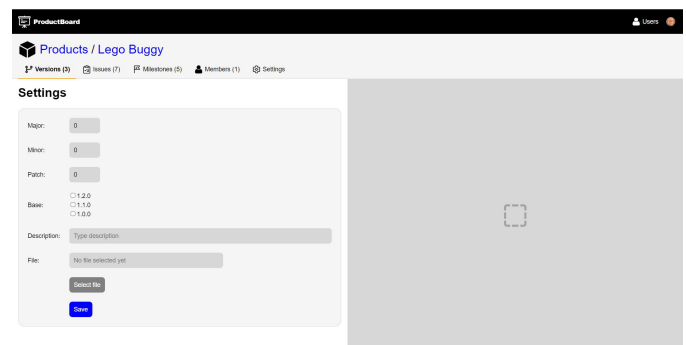 ProductBoard
Users
Products / Lego Buggy
Versions (3) Issues (7) Milestones (5) Members (1) Settings
Settings
Major: 0
Minor: 0
Patch: 0
Base:
1.2.0
1.1.0
1.0.0
Description: Type description
File: No file selected yet
Select file
Save